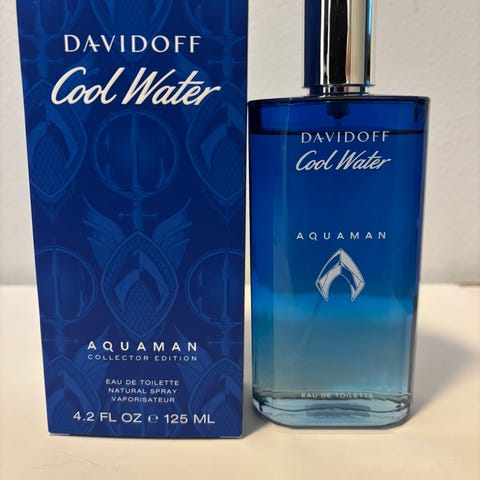 DAVIDOFF
Cool Water
AQUAMAN
COLLECTOR EDITION
EAU DE TOILETTE
NATURAL SPRAY
VAPORISATEUR
4.2 FL OZ e 125 ML
DAVIDOFF
Cool Water
AQUAMAN
EAU DE TOILETTE